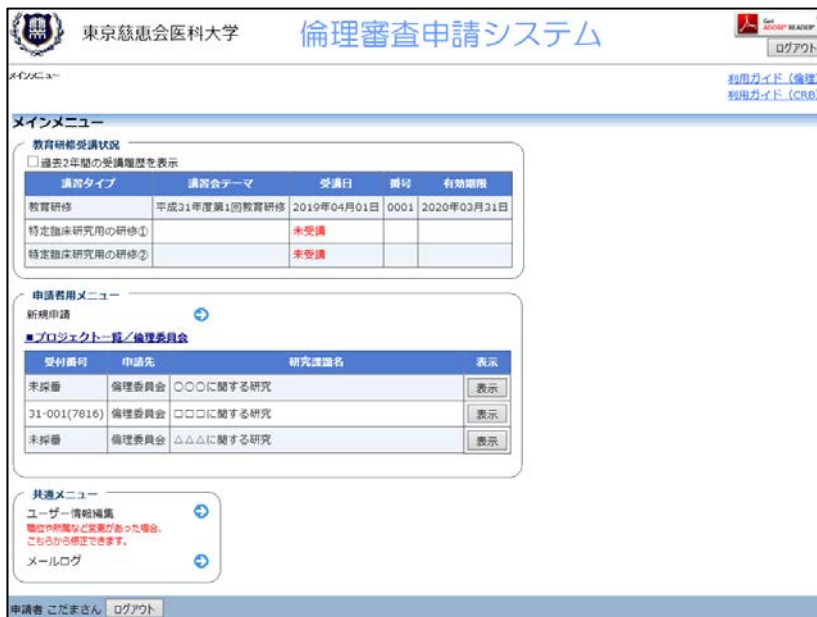 東京慈恵会医科大学
倫理審査申請システム
Get ADOBE® READER®
ログアウト
メインメニュー
利用ガイド（倫理）
利用ガイド（CRB）
メインメニュー
教育研修受講状況
過去2年間の受講履歴を表示
講習タイプ 講習会テーマ 受講日 番号 有効期限
教育研修 平成31年度第1回教育研修 2019年04月01日 0001 2020年03月31日
特定臨床研究用の研修① 未受講
特定臨床研究用の研修② 未受講
申請者用メニュー
新規申請
■プロジェクト一覧／倫理委員会
受付番号 申請先 研究課題名 表示
未採番 倫理委員会 〇〇〇に関する研究 表示
31-001(7816) 倫理委員会 □□□に関する研究 表示
未採番 倫理委員会 △△△に関する研究 表示
共通メニュー
ユーザー情報編集
職位や所属など変更があった場合、
こちらから修正できます。
メールログ
申請者 こだまさん ログアウト